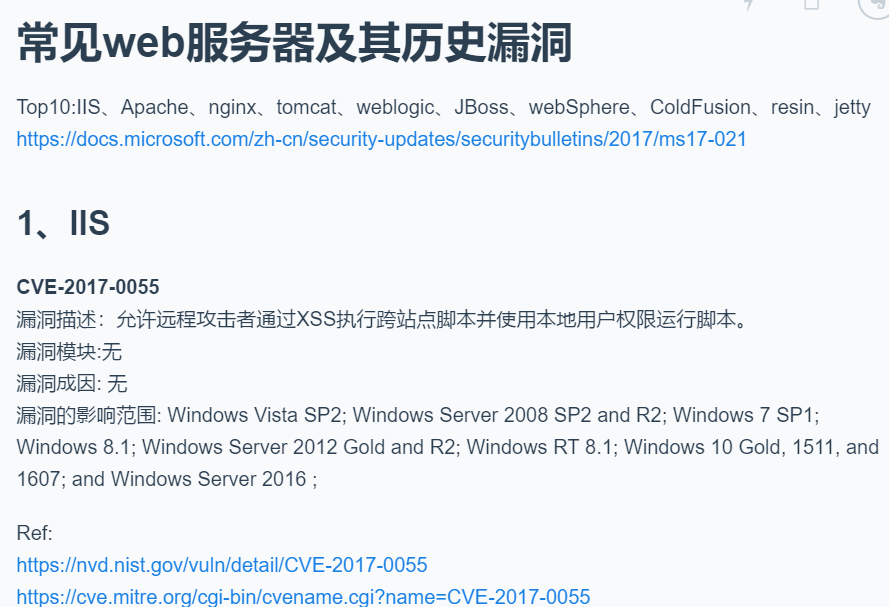 常见web服务器及其历史漏洞
Top10:IIS、Apache、nginx、tomcat、weblogic、JBoss、webSphere、ColdFusion、resin、jetty
https://docs.microsoft.com/zh-cn/security-updates/securitybulletins/2017/ms17-021
1、IIS
CVE-2017-0055
漏洞描述：允许远程攻击者通过XSS执行跨站点脚本并使用本地用户权限运行脚本。
漏洞模块:无
漏洞成因: 无
漏洞的影响范围: Windows Vista SP2; Windows Server 2008 SP2 and R2; Windows 7 SP1;
Windows 8.1; Windows Server 2012 Gold and R2; Windows RT 8.1; Windows 10 Gold, 1511, and
1607; and Windows Server 2016 ;
Ref:
https://nvd.nist.gov/vuln/detail/CVE-2017-0055
https://cve.mitre.org/cgi-bin/cvename.cgi?name=CVE-2017-0055